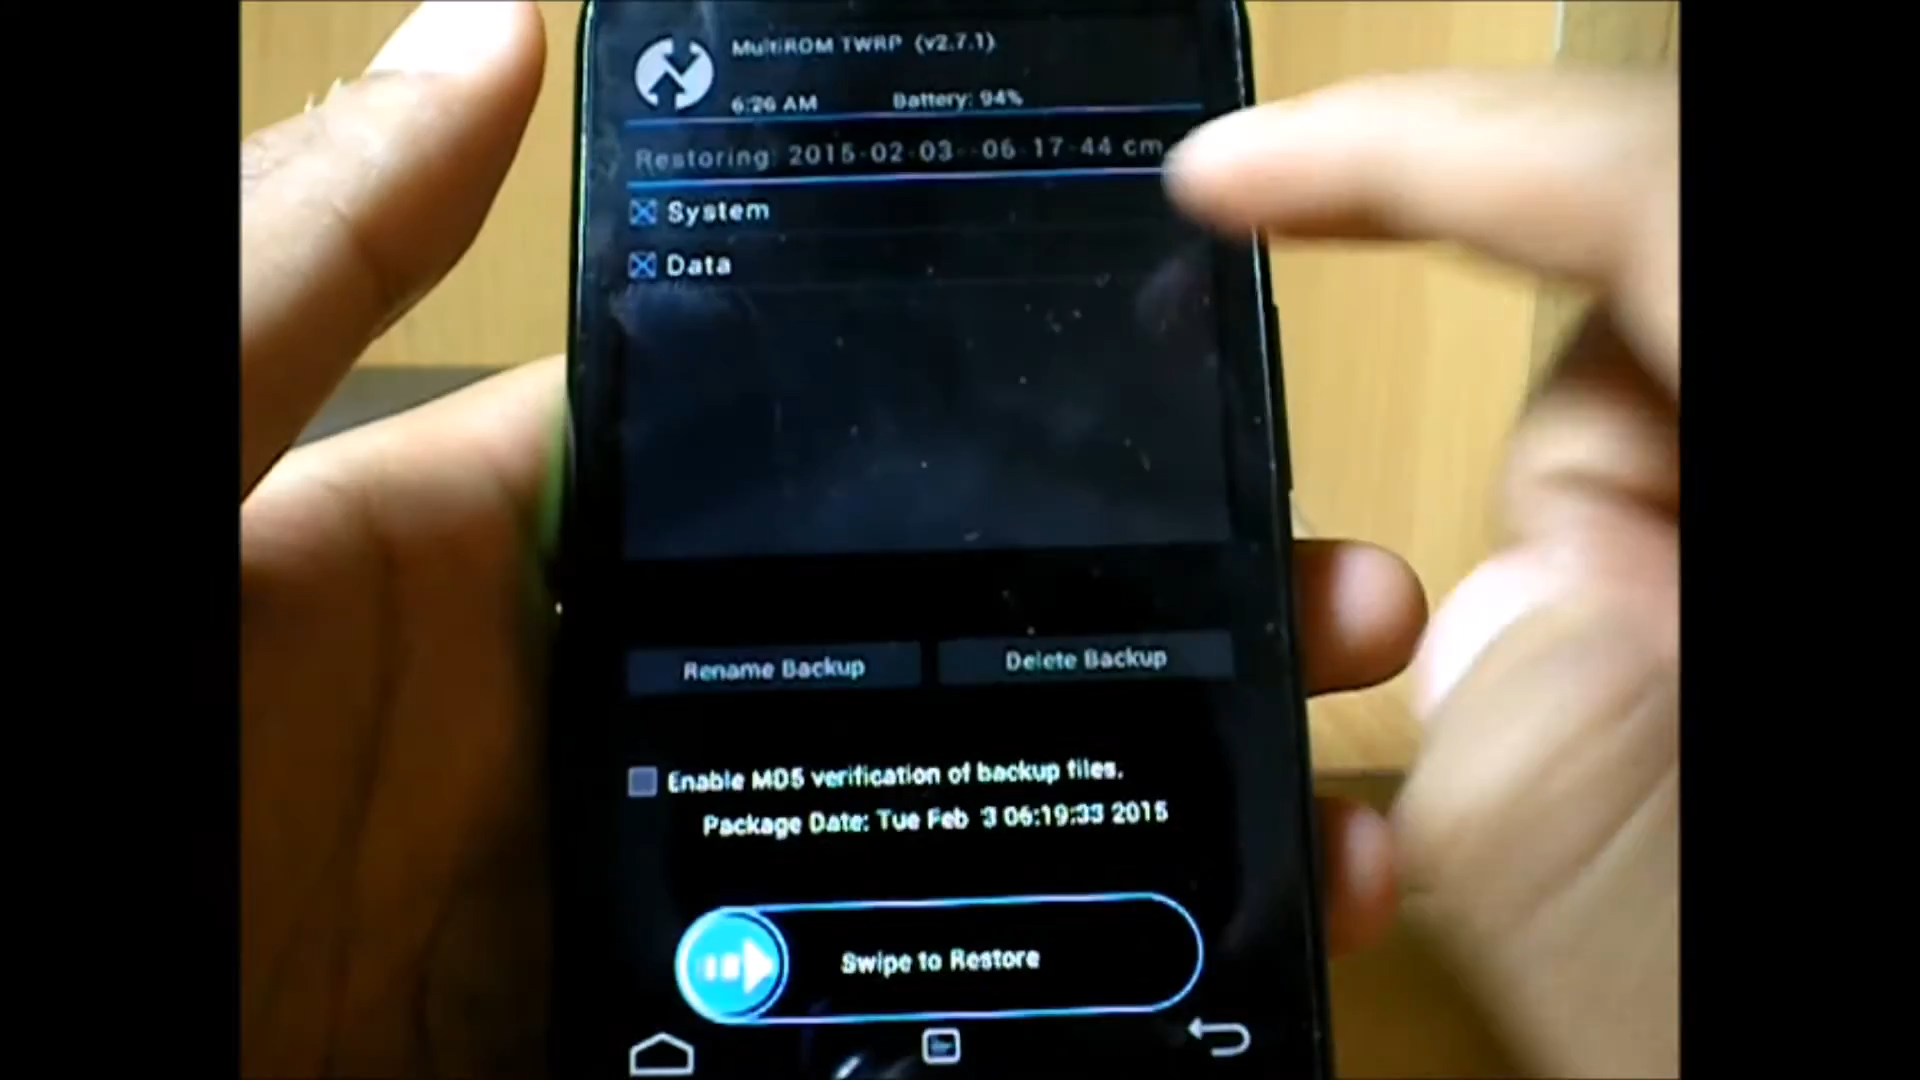 MultiROM TWRP (v2.7.1)
6:26 AM Battery: 94%
Restoring: 2015-02-03--06-17-44 cm
System
Data
Rename Backup Delete Backup
Enable MD5 verification of backup files.
Package Date: Tue Feb 3 06:19:33 2015
Swipe to Restore